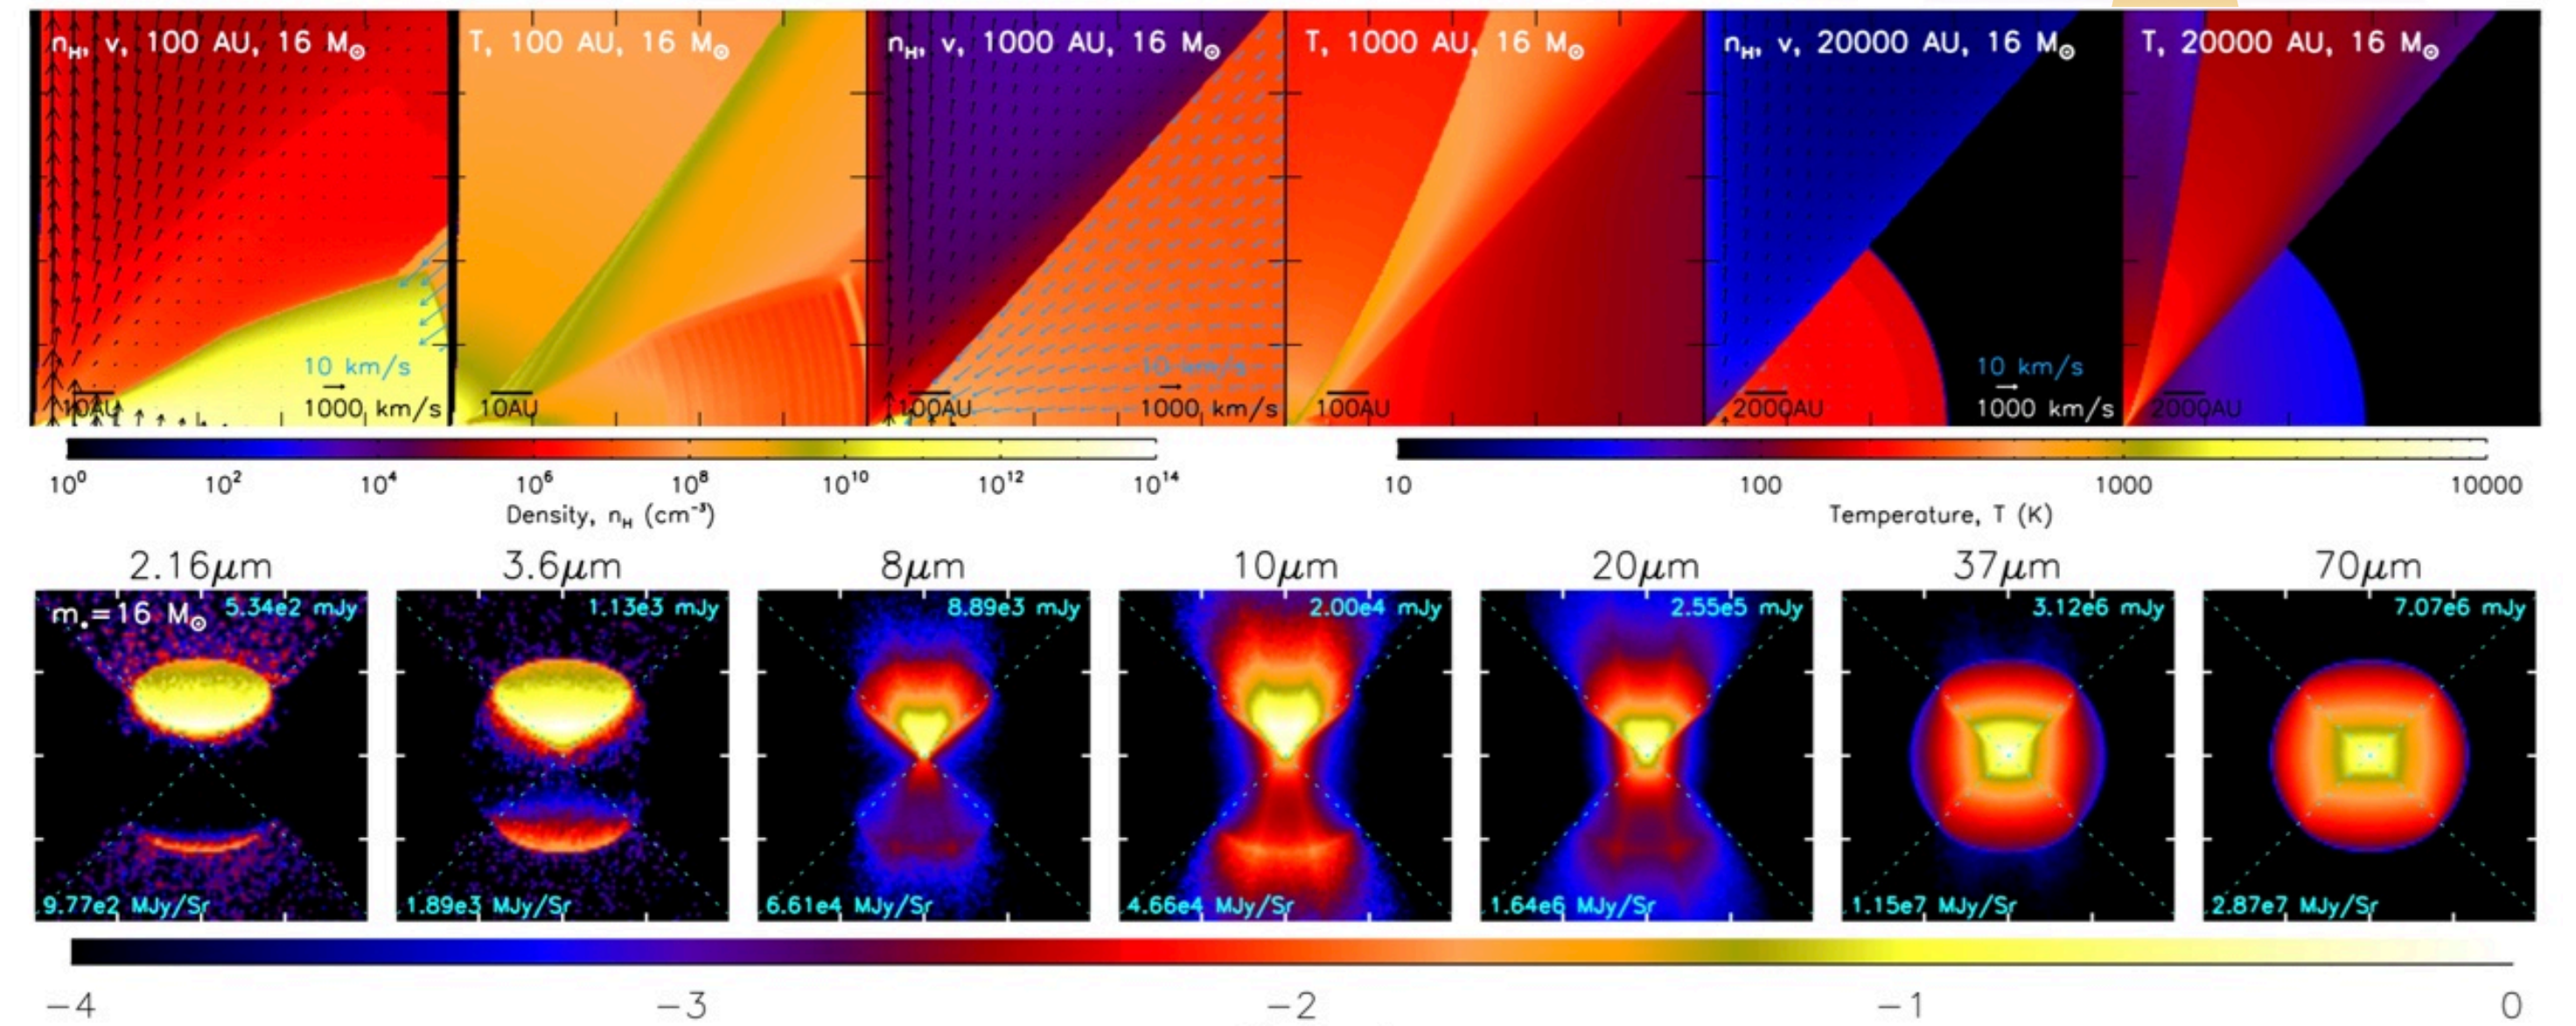 n_H, v, 100 AU, 16 M⊙
T, 100 AU, 16 M⊙
n_H, v, 1000 AU, 16 M⊙
T, 1000 AU, 16 M⊙
n_H, v, 20000 AU, 16 M⊙
T, 20000 AU, 16 M⊙
10 km/s
10 km/s
10 km/s
10AU
1000 km/s
10AU
100AU
1000 km/s
100AU
2000AU
1000 km/s
2000AU
10⁰ 10² 10⁴ 10⁶ 10⁸ 10¹⁰ 10¹² 10¹⁴
10 100 1000 10000
Density, n_H (cm⁻³)
Temperature, T (K)
2.16μm 3.6μm 8μm 10μm 20μm 37μm 70μm
m*=16 M⊙ 5.34e2 mJy
1.13e3 mJy
8.89e3 mJy
2.00e4 mJy
2.55e5 mJy
3.12e6 mJy
7.07e6 mJy
9.77e2 MJy/Sr
1.89e3 MJy/Sr
6.61e4 MJy/Sr
4.66e4 MJy/Sr
1.64e6 MJy/Sr
1.15e7 MJy/Sr
2.87e7 MJy/Sr
−4 −3 −2 −1 0